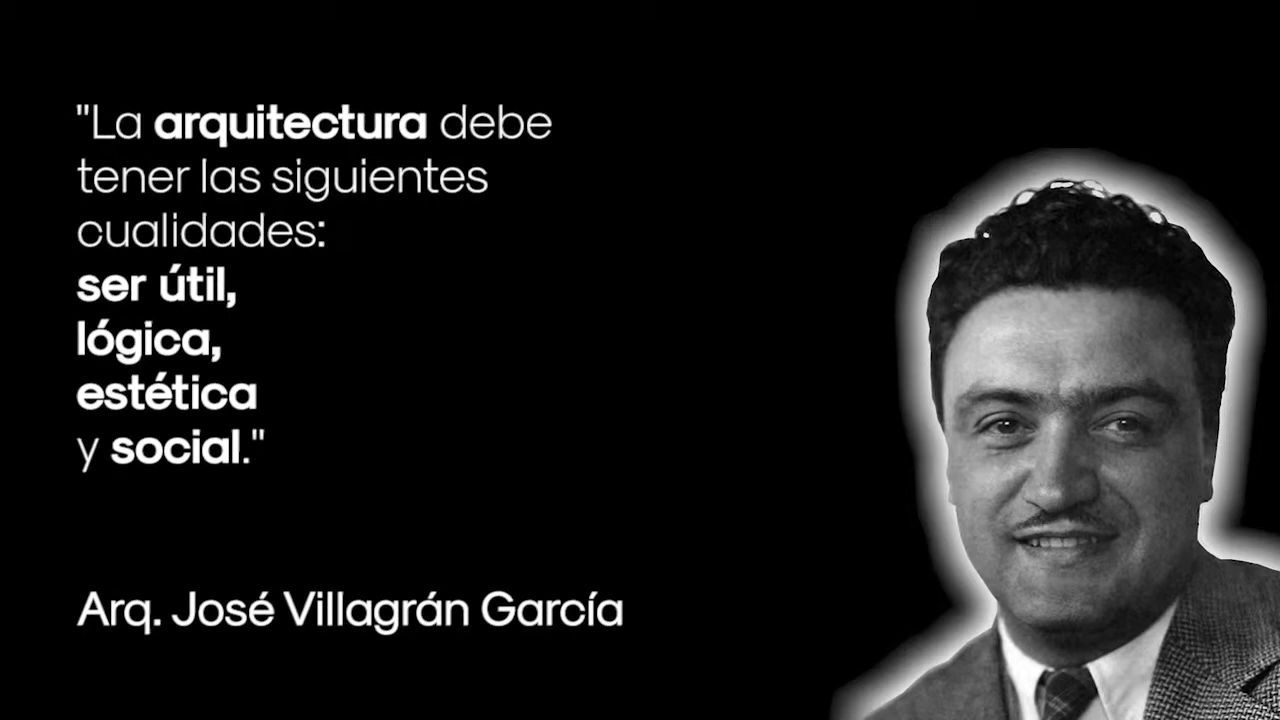 "La arquitectura debe
tener las siguientes
cualidades:
ser útil,
lógica,
estética
y social."
Arq. José Villagrán García